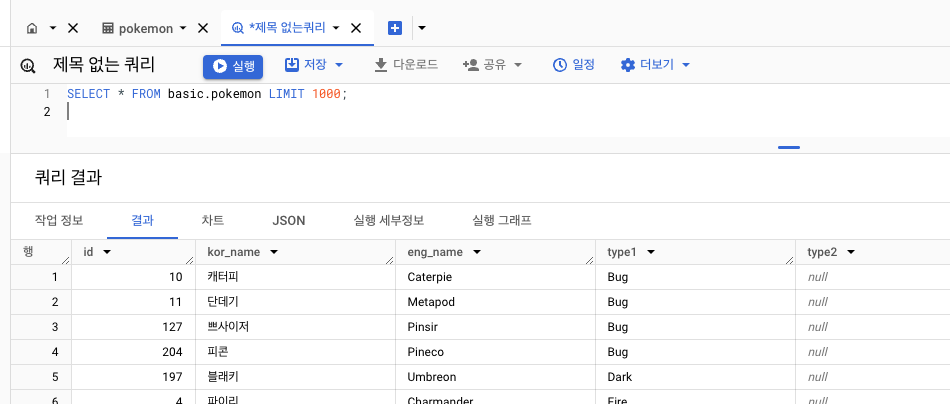 pokemon *제목 없는쿼리
제목 없는 쿼리 실행 저장 다운로드 공유 일정 더보기
1 SELECT * FROM basic.pokemon LIMIT 1000;
2
쿼리 결과
작업 정보 결과 차트 JSON 실행 세부정보 실행 그래프
행 id kor_name eng_name type1 type2
1 10 캐터피 Caterpie Bug null
2 11 단데기 Metapod Bug null
3 127 쁘사이저 Pinsir Bug null
4 204 피콘 Pineco Bug null
5 197 블래키 Umbreon Dark null
6 4 파이리 Charmander Fire null